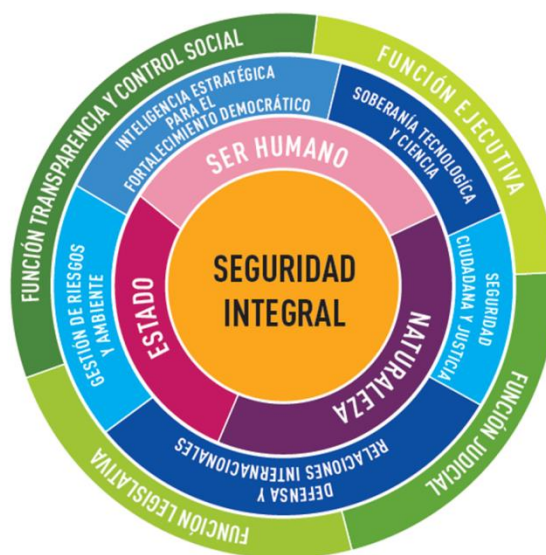 SEGURIDAD
INTEGRAL
SER HUMANO
NATURALEZA
ESTADO
INTELIGENCIA ESTRATÉGICA
PARA EL
FORTALECIMIENTO DEMOCRÁTICO
SOBERANÍA TECNOLOGÍCA
Y CIENCIA
SEGURIDAD
CIUDADANA Y JUSTICIA
DEFENSA Y
RELACIONES INTERNACIONALES
GESTIÓN DE RIESGOS
Y AMBIENTE
FUNCIÓN TRANSPARENCIA Y CONTROL SOCIAL
FUNCIÓN EJECUTIVA
FUNCIÓN JUDICIAL
FUNCIÓN LEGISLATIVA